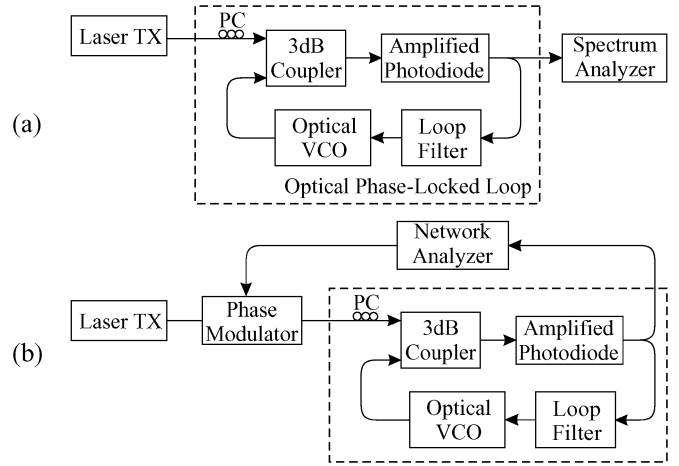 (a)
Laser TX
PC
3dB
Coupler
Amplified
Photodiode
Spectrum
Analyzer
Optical
VCO
Loop
Filter
Optical Phase-Locked Loop
(b)
Network
Analyzer
Laser TX
Phase
Modulator
PC
3dB
Coupler
Amplified
Photodiode
Optical
VCO
Loop
Filter